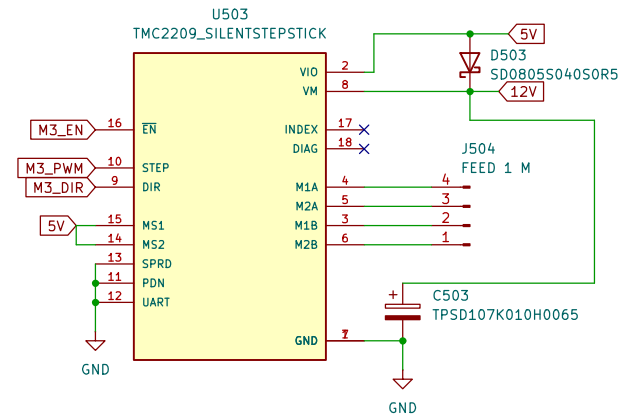 U503
TMC2209_SILENTSTEPSTICK
5V
VIO 2
D503
SD0805S040S0R5
VM 8
12V
M3_EN 16 EN
INDEX 17
DIAG 18
J504
FEED 1 M
M3_PWM 10 STEP
M3_DIR 9 DIR
M1A 4 4
M2A 5 3
5V 15 MS1
M1B 3 2
14 MS2
M2B 6 1
13 SPRD
11 PDN
12 UART
+ C503
TPSD107K010H0065
GND
GND
GND